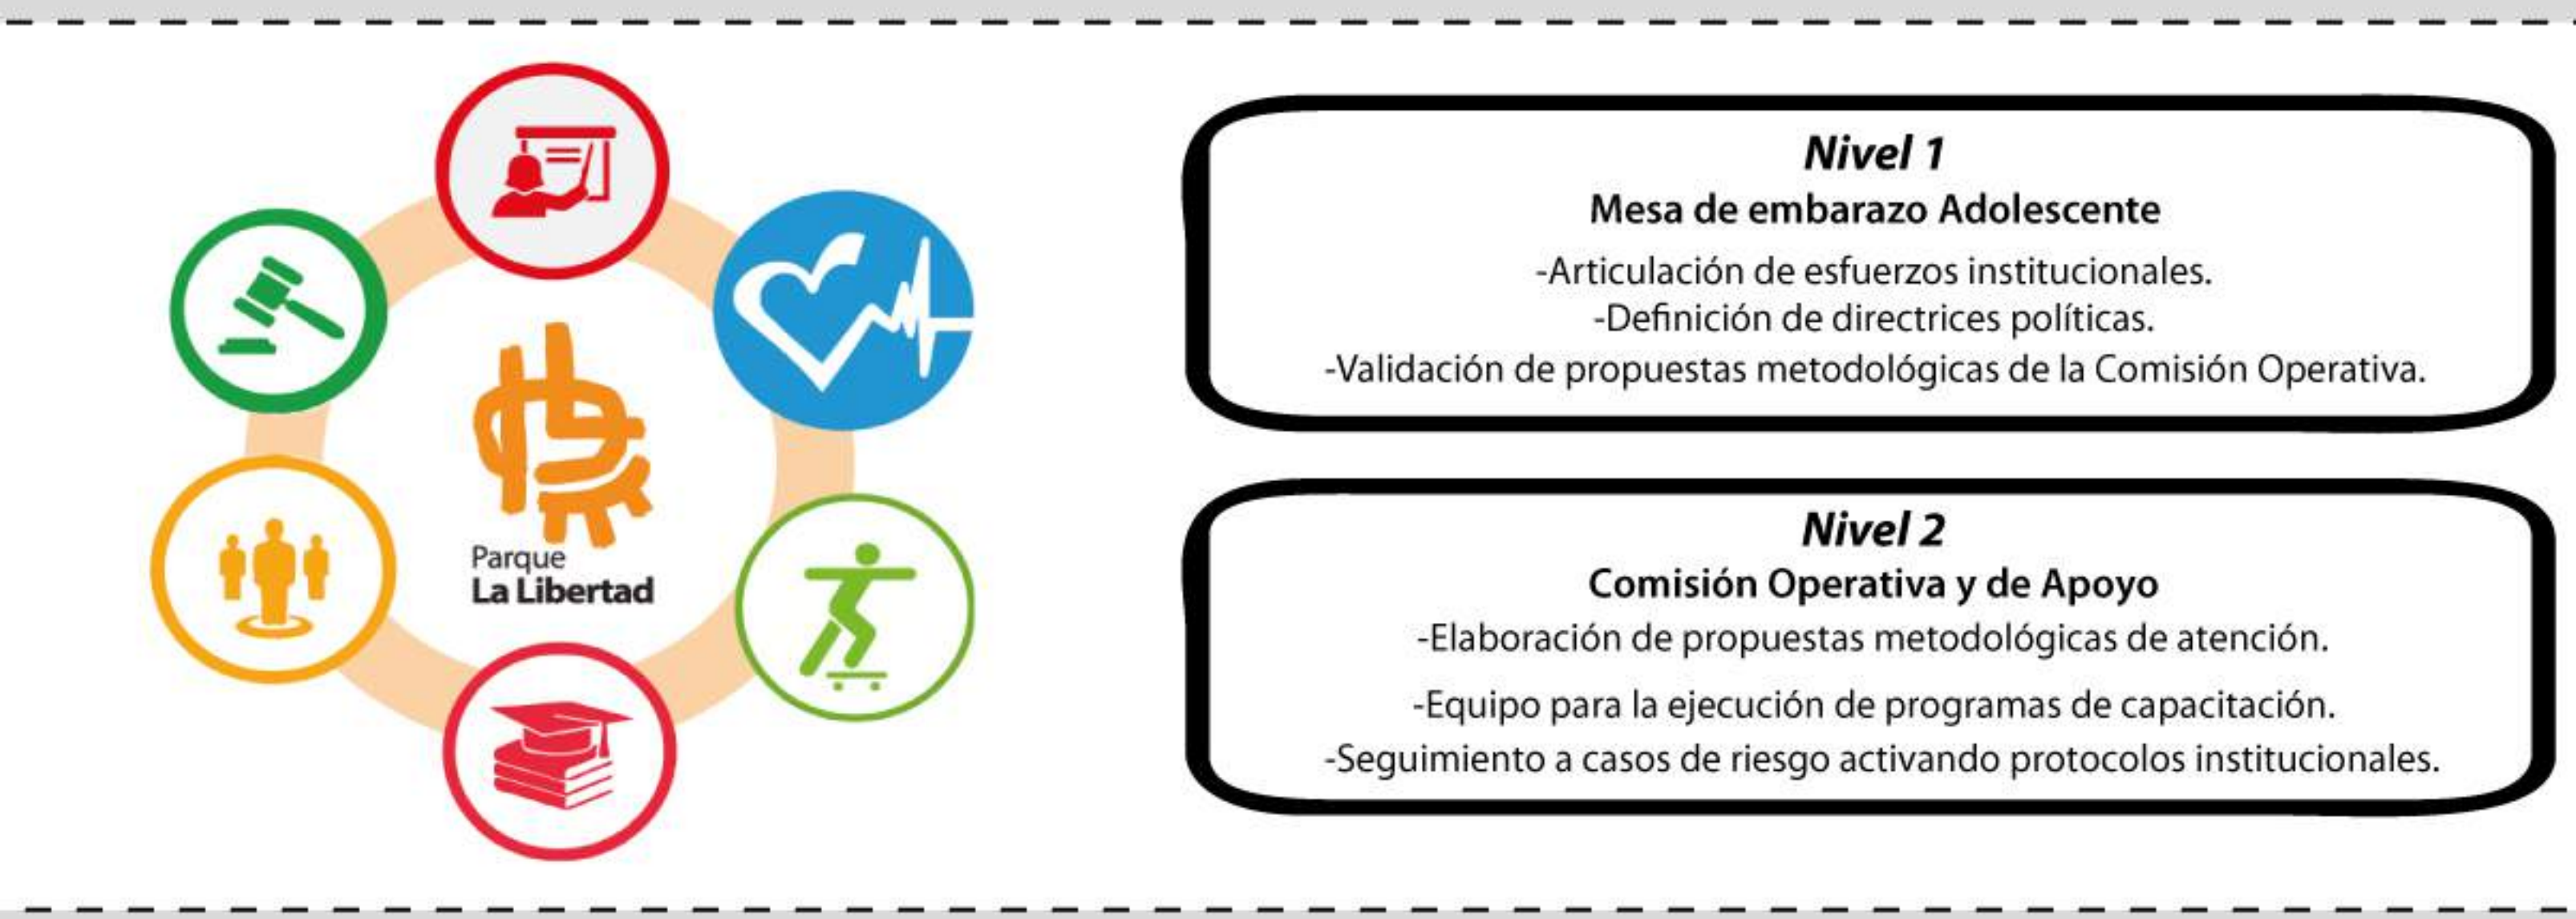 Parque
La Libertad
Nivel 1
Mesa de embarazo Adolescente
-Articulación de esfuerzos institucionales.
-Definición de directrices políticas.
-Validación de propuestas metodológicas de la Comisión Operativa.
Nivel 2
Comisión Operativa y de Apoyo
-Elaboración de propuestas metodológicas de atención.
-Equipo para la ejecución de programas de capacitación.
-Seguimiento a casos de riesgo activando protocolos institucionales.